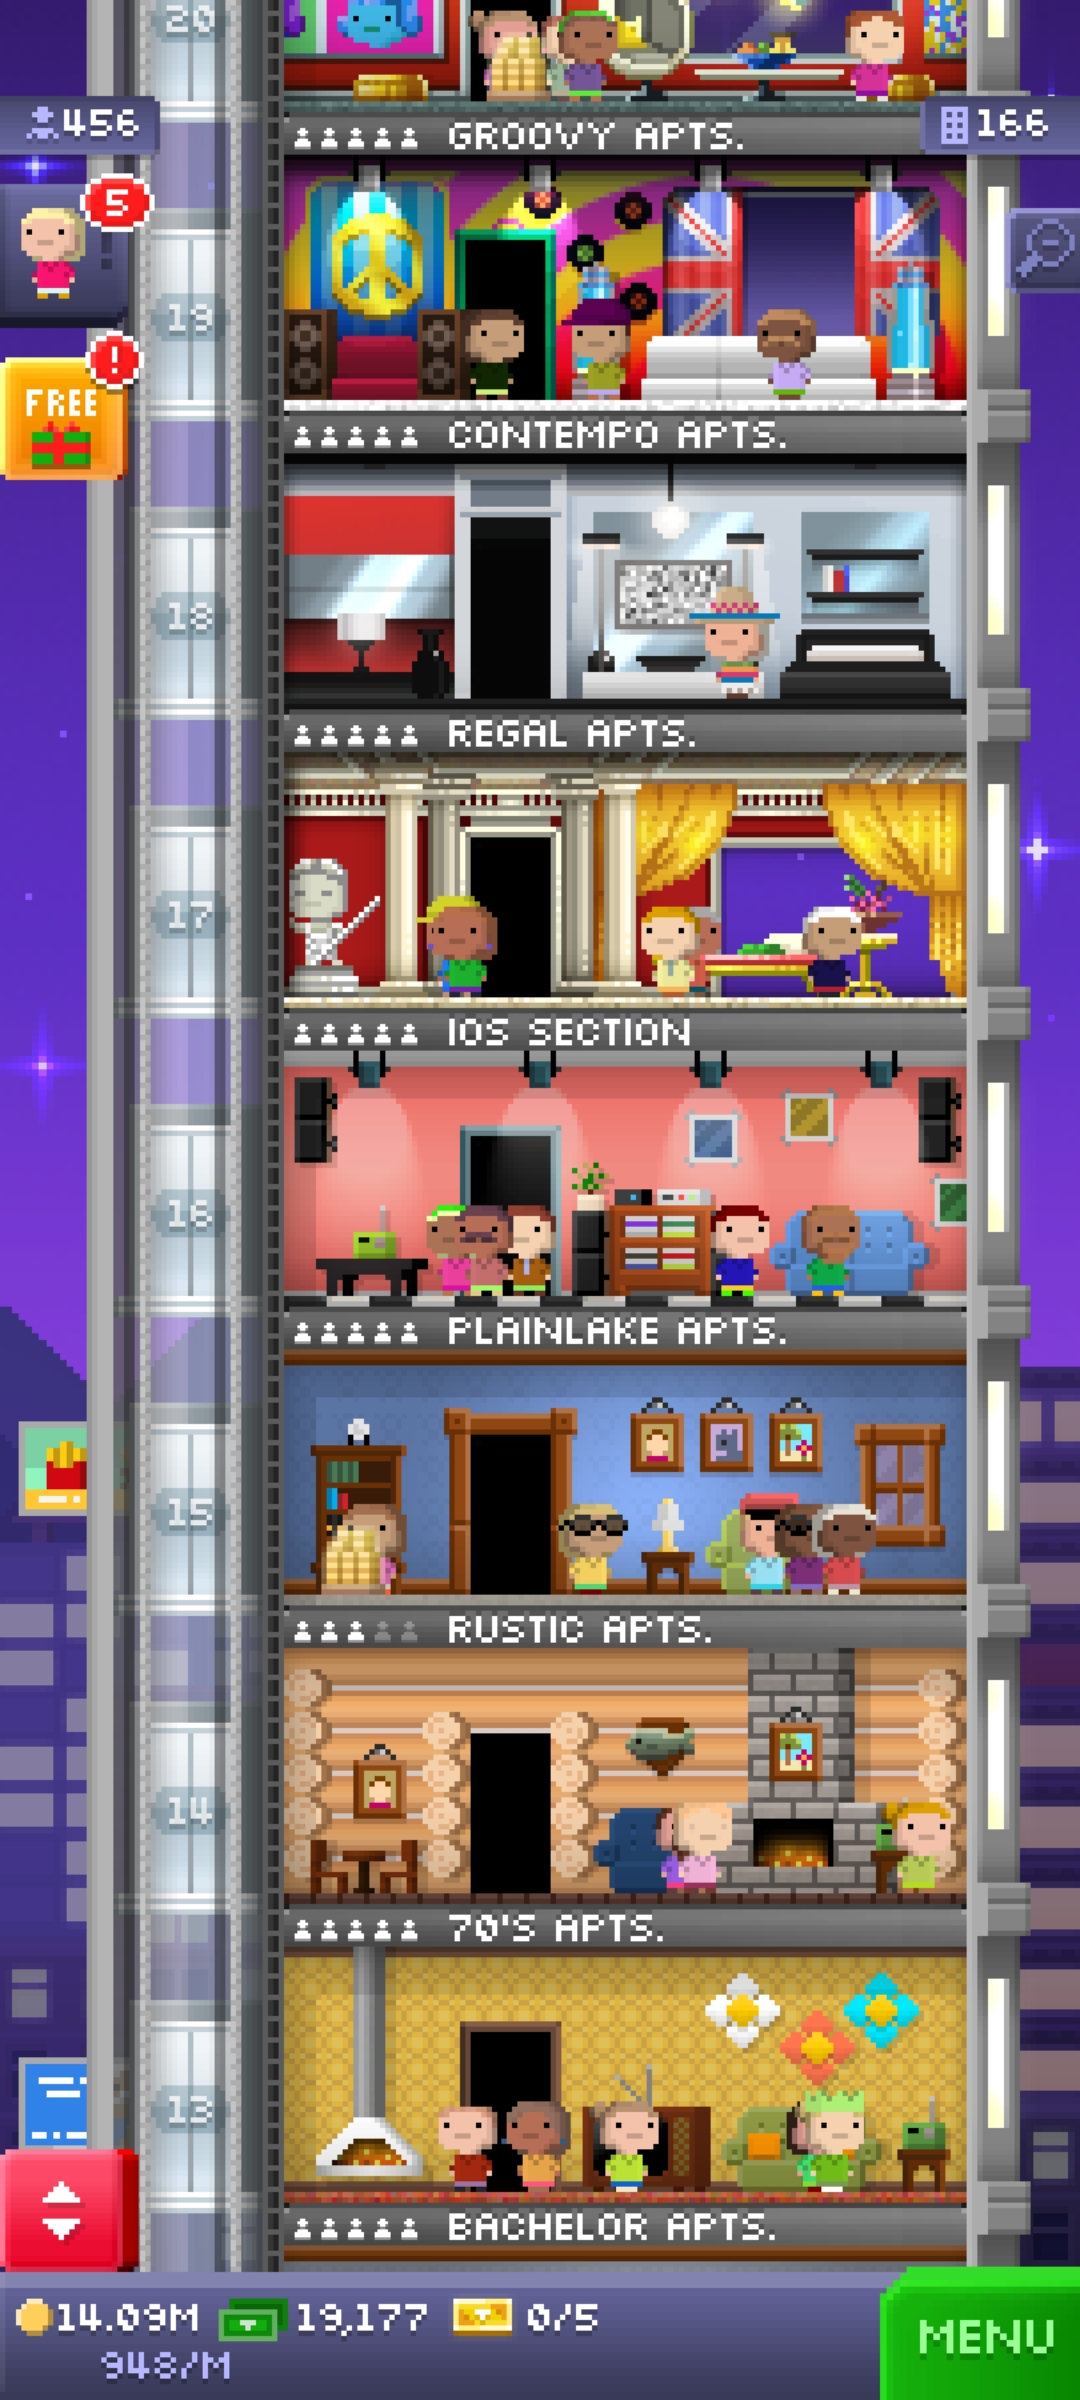 20
456
GROOVY APTS.
166
5
19
!
FREE
CONTEMPO APTS.
18
REGAL APTS.
17
IOS SECTION
16
PLAINLAKE APTS.
15
RUSTIC APTS.
14
70'S APTS.
13
BACHELOR APTS.
14.09M 19,177 0/5
948/M
MENU